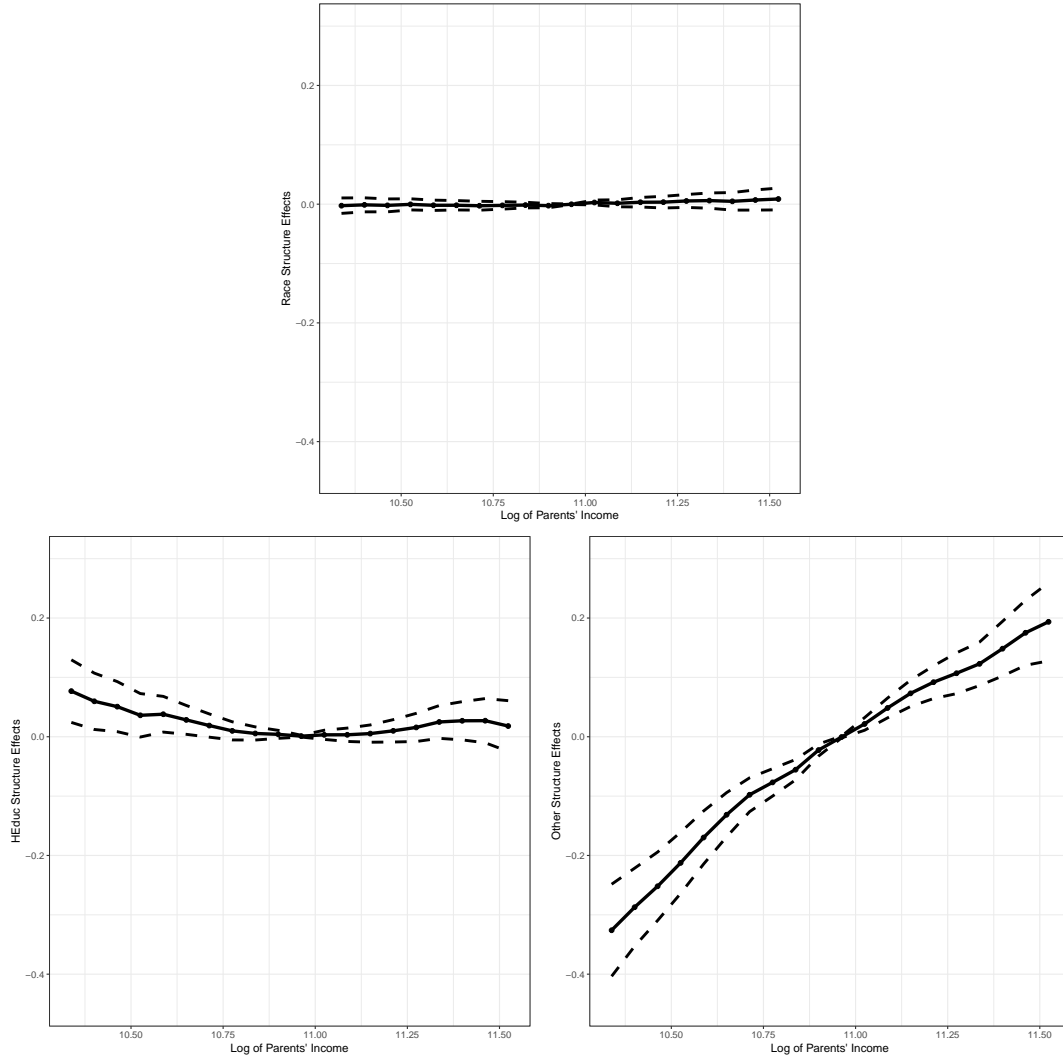 0.2
0.0
−0.2
−0.4
Race Structure Effects
10.50 10.75 11.00 11.25 11.50
Log of Parents' Income
0.2
0.0
−0.2
−0.4
HEduc Structure Effects
10.50 10.75 11.00 11.25 11.50
Log of Parents' Income
0.2
0.0
−0.2
−0.4
Other Structure Effects
10.50 10.75 11.00 11.25 11.50
Log of Parents' Income